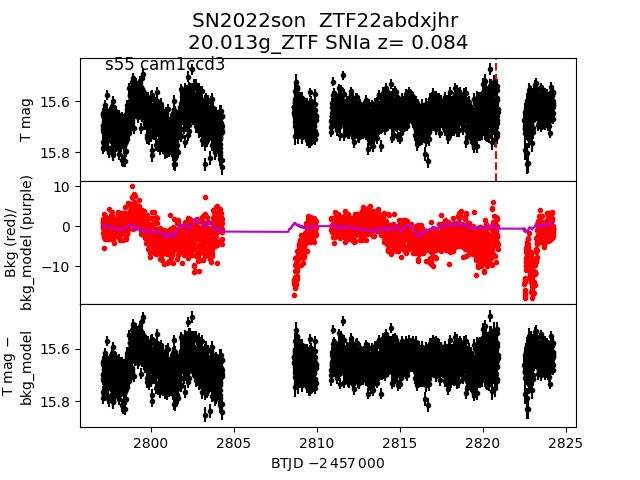 SN2022son  ZTF22abdxjhr
20.013g_ZTF SNIa z= 0.084
s55 cam1ccd3
T mag
15.6
15.8
Bkg (red)/
bkg_model (purple)
10
0
−10
T mag −
bkg_model
15.6
15.8
2800 2805 2810 2815 2820 2825
BTJD −2 457 000